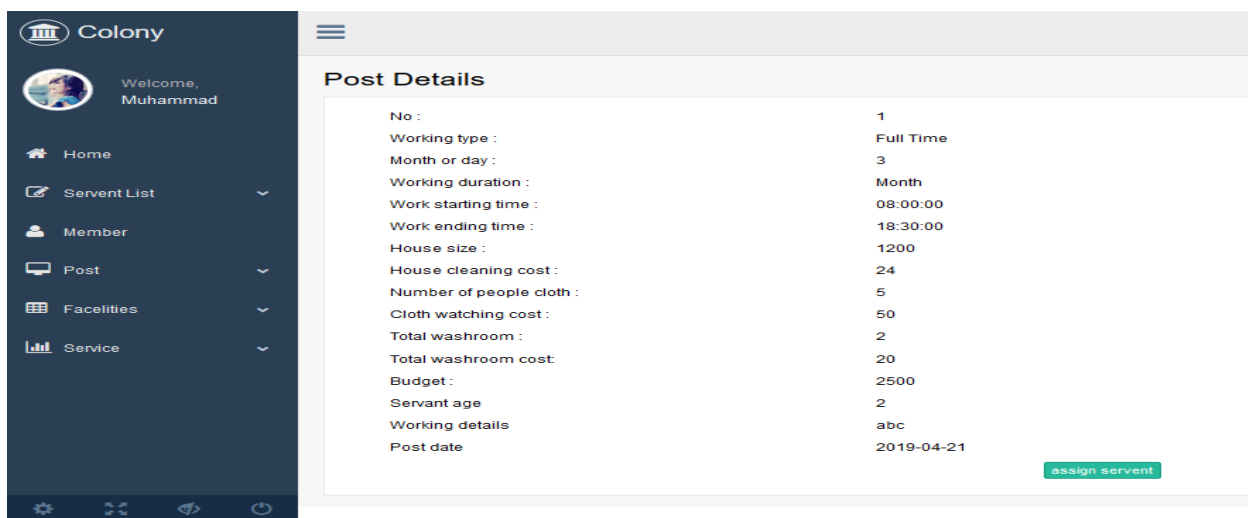 Colony
Welcome,
Muhammad
Home
Servent List
Member
Post
Facelities
Service
Post Details
No : 1
Working type : Full Time
Month or day : 3
Working duration : Month
Work starting time : 08:00:00
Work ending time : 18:30:00
House size : 1200
House cleaning cost : 24
Number of people cloth : 5
Cloth watching cost : 50
Total washroom : 2
Total washroom cost: 20
Budget : 2500
Servant age 2
Working details abc
Post date 2019-04-21
assign servent